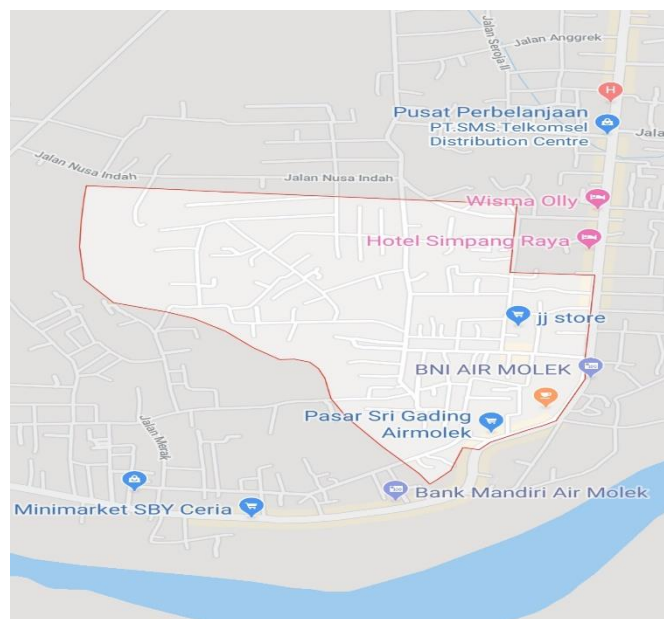 Jalan Anggrek
Jalan Seroja II
H
Pusat Perbelanjaan
PT.SMS.Telkomsel
Distribution Centre
Jala
Jalan Nusa Indah
Jalan Nusa Indah
Wisma Olly
Hotel Simpang Raya
jj store
BNI AIR MOLEK
Pasar Sri Gading
Airmolek
Jalan Merak
Bank Mandiri Air Molek
Minimarket SBY Ceria